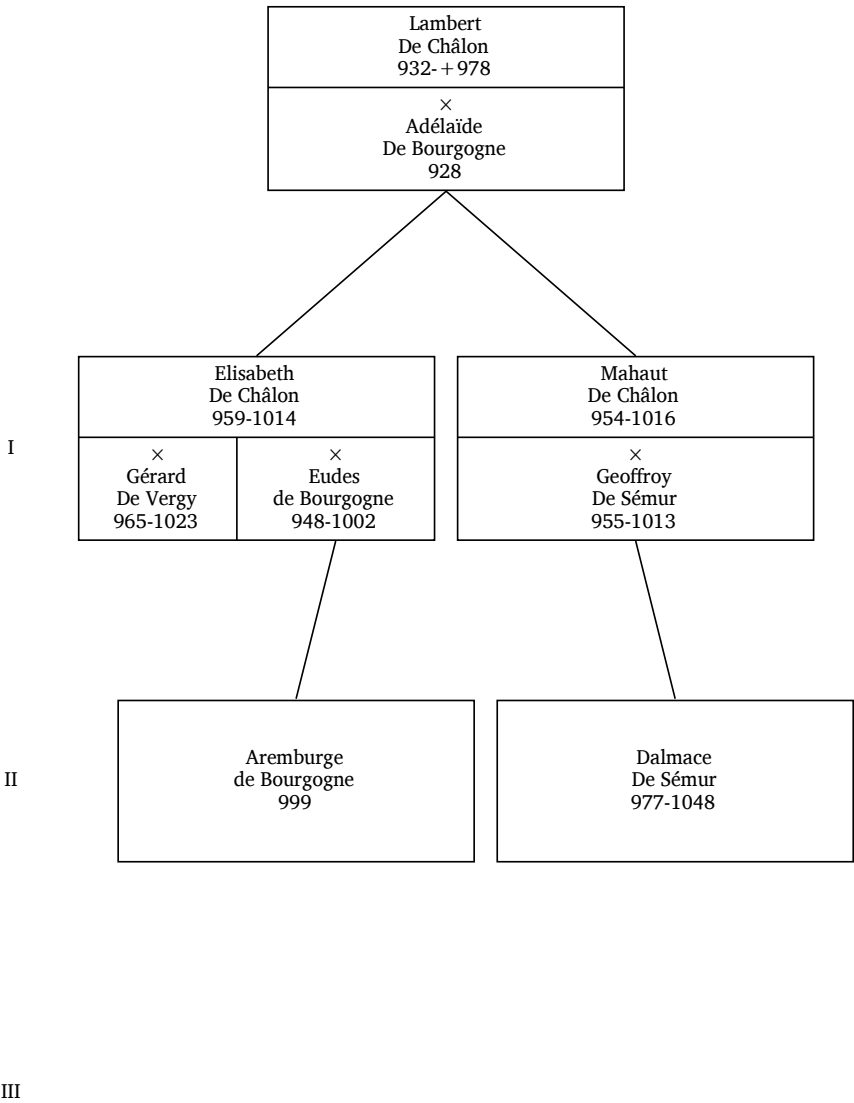 Lambert
De Châlon
932-+978
×
Adélaïde
De Bourgogne
928
I
Elisabeth
De Châlon
959-1014
×
Gérard
De Vergy
965-1023
×
Eudes
de Bourgogne
948-1002
Mahaut
De Châlon
954-1016
×
Geoffroy
De Sémur
955-1013
II
Aremburge
de Bourgogne
999
Dalmace
De Sémur
977-1048
III